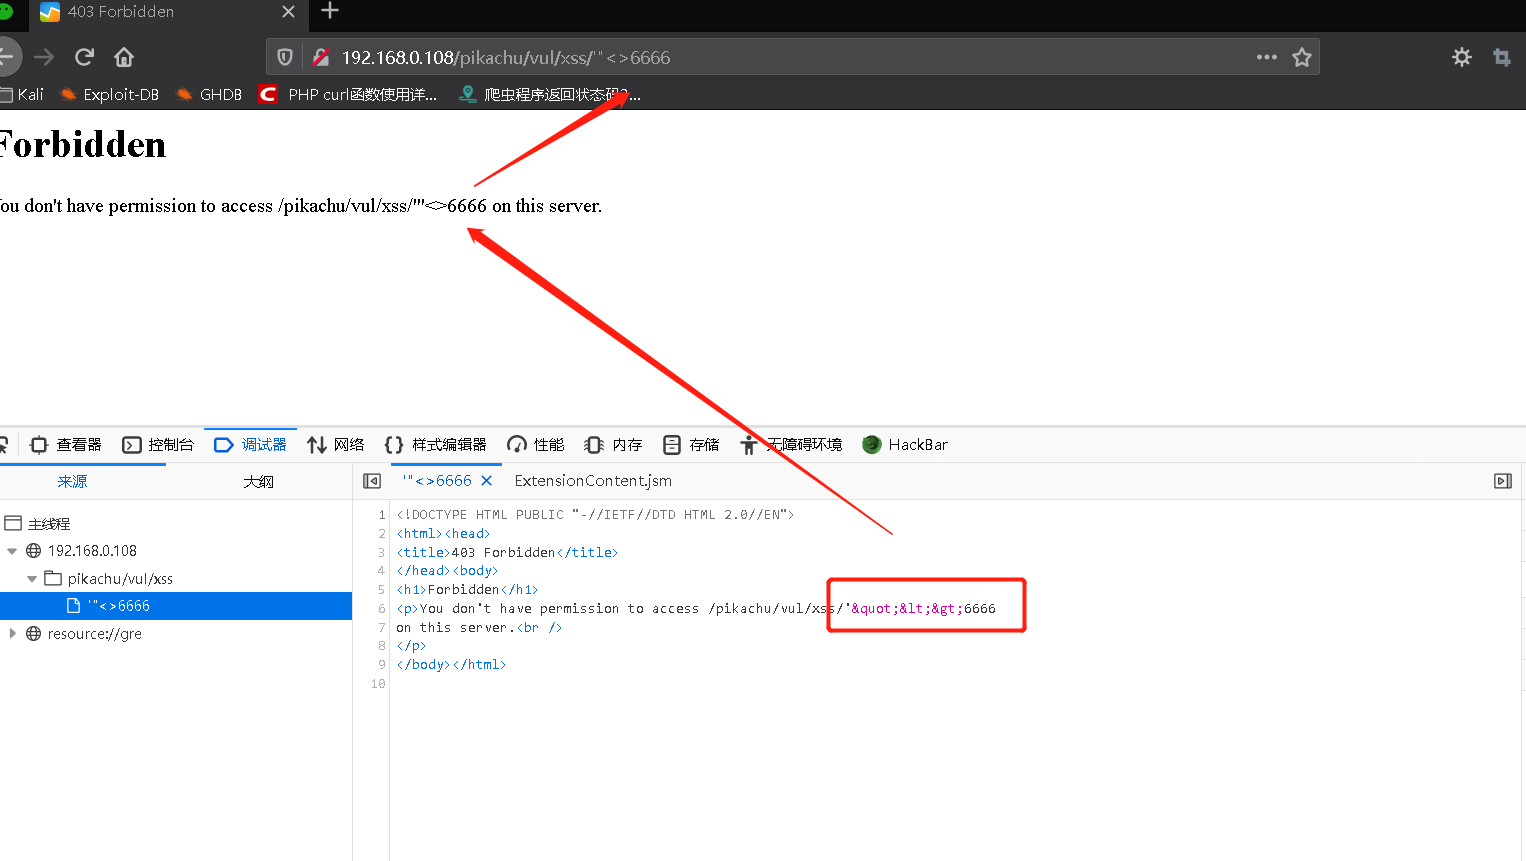 403 Forbidden
192.168.0.108/pikachu/vul/xss/'"<>6666
Kali Exploit-DB GHDB PHP curl函数使用详... 爬虫程序返回状态码?...
Forbidden
You don't have permission to access /pikachu/vul/xss/'"<>6666 on this server.
查看器 控制台 调试器 网络 样式编辑器 性能 内存 存储 无障碍环境 HackBar
来源 大纲 '"<>6666 ExtensionContent.jsm
主线程
192.168.0.108
pikachu/vul/xss
'"<>6666
resource://gre
1 <!DOCTYPE HTML PUBLIC "-//IETF//DTD HTML 2.0//EN">
2 <html><head>
3 <title>403 Forbidden</title>
4 </head><body>
5 <h1>Forbidden</h1>
6 <p>You don't have permission to access /pikachu/vul/xss/'&quot;&lt;&gt;6666
7 on this server.<br />
8 </p>
9 </body></html>
10